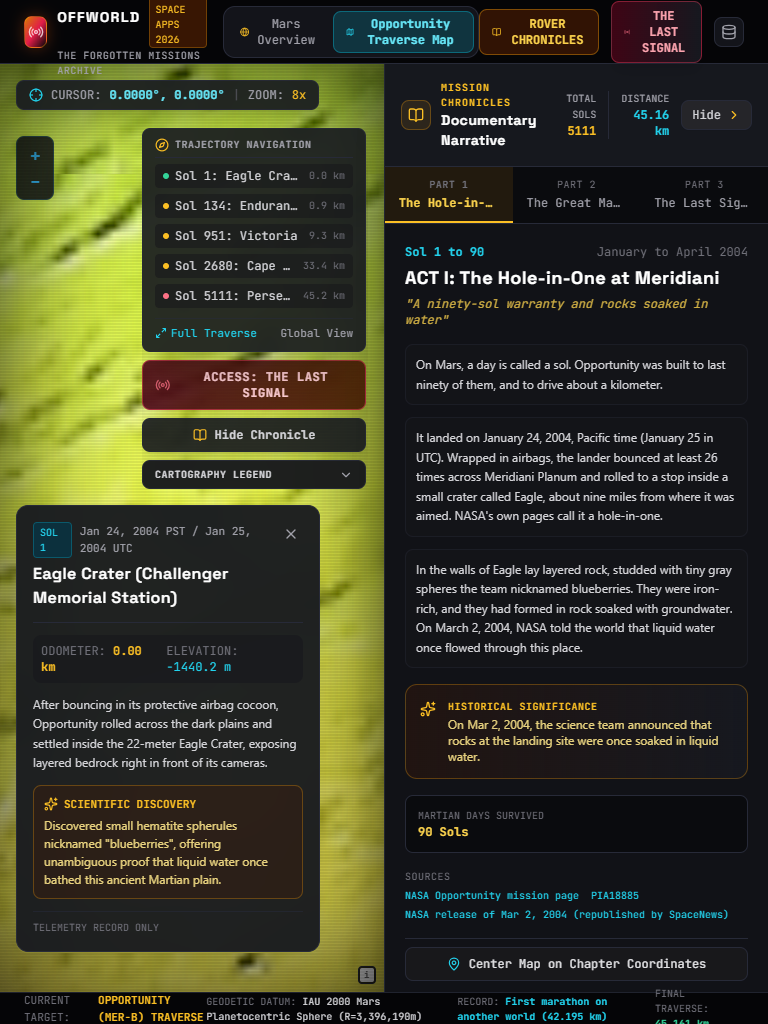 OFFWORLD
SPACE
APPS
2026
THE FORGOTTEN MISSIONS
ARCHIVE
Mars
Overview
Opportunity
Traverse Map
ROVER
CHRONICLES
THE
LAST
SIGNAL
CURSOR: 0.0000°, 0.0000° | ZOOM: 8x
+
−
TRAJECTORY NAVIGATION
Sol 1: Eagle Cra… 0.0 km
Sol 134: Enduran… 0.9 km
Sol 951: Victoria 9.3 km
Sol 2680: Cape … 33.4 km
Sol 5111: Perse… 45.2 km
Full Traverse Global View
ACCESS: THE LAST
SIGNAL
Hide Chronicle
CARTOGRAPHY LEGEND
SOL
1
Jan 24, 2004 PST / Jan 25,
2004 UTC
Eagle Crater (Challenger
Memorial Station)
ODOMETER: 0.00
km
ELEVATION:
-1440.2 m
After bouncing in its protective airbag cocoon,
Opportunity rolled across the dark plains and
settled inside the 22-meter Eagle Crater, exposing
layered bedrock right in front of its cameras.
SCIENTIFIC DISCOVERY
Discovered small hematite spherules
nicknamed "blueberries", offering
unambiguous proof that liquid water once
bathed this ancient Martian plain.
TELEMETRY RECORD ONLY
i
MISSION
CHRONICLES
Documentary
Narrative
TOTAL
SOLS
5111
DISTANCE
45.16
km
Hide
PART 1
The Hole-in-…
PART 2
The Great Ma…
PART 3
The Last Sig…
Sol 1 to 90
January to April 2004
ACT I: The Hole-in-One at Meridiani
"A ninety-sol warranty and rocks soaked in
water"
On Mars, a day is called a sol. Opportunity was built to last
ninety of them, and to drive about a kilometer.
It landed on January 24, 2004, Pacific time (January 25 in
UTC). Wrapped in airbags, the lander bounced at least 26
times across Meridiani Planum and rolled to a stop inside a
small crater called Eagle, about nine miles from where it was
aimed. NASA's own pages call it a hole-in-one.
In the walls of Eagle lay layered rock, studded with tiny gray
spheres the team nicknamed blueberries. They were iron-
rich, and they had formed in rock soaked with groundwater.
On March 2, 2004, NASA told the world that liquid water
once flowed through this place.
HISTORICAL SIGNIFICANCE
On Mar 2, 2004, the science team announced that
rocks at the landing site were once soaked in liquid
water.
MARTIAN DAYS SURVIVED
90 Sols
SOURCES
NASA Opportunity mission page PIA18885
NASA release of Mar 2, 2004 (republished by SpaceNews)
Center Map on Chapter Coordinates
CURRENT
TARGET:
OPPORTUNITY
(MER-B) TRAVERSE
GEODETIC DATUM: IAU 2000 Mars
Planetocentric Sphere (R=3,396,190m)
RECORD: First marathon on
another world (42.195 km)
FINAL
TRAVERSE:
45.161 km